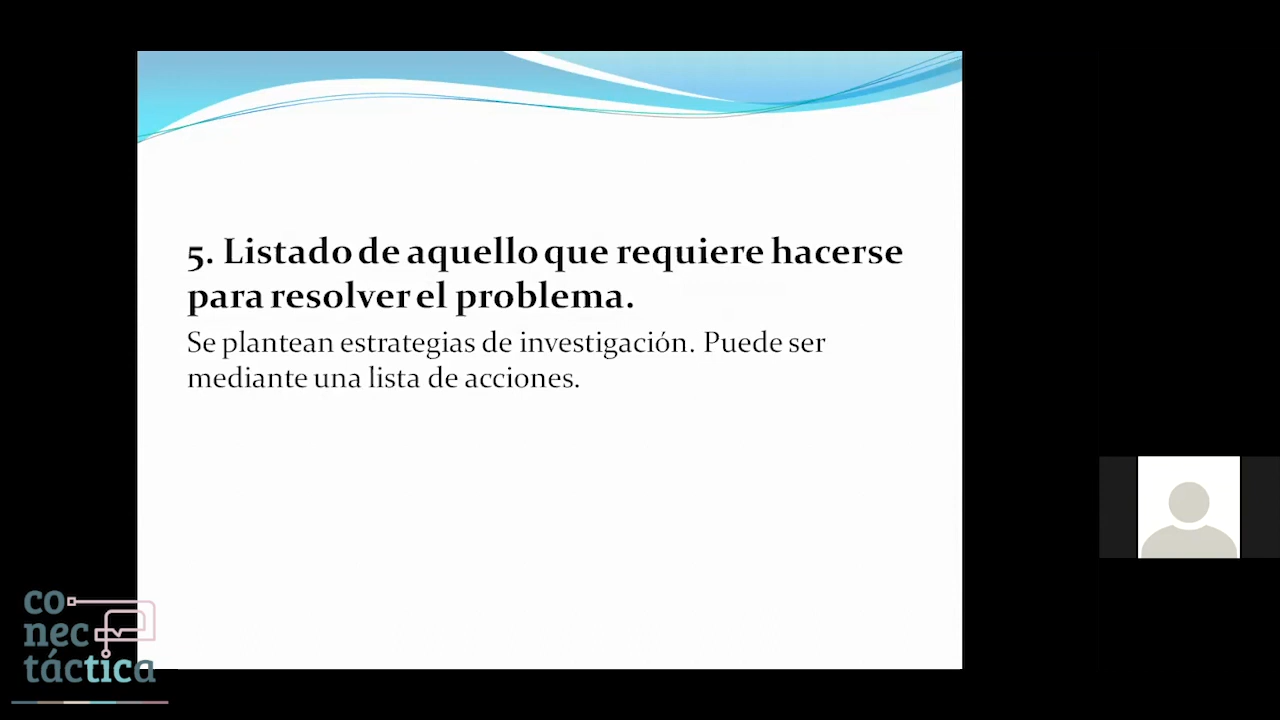 5. Listado de aquello que requiere hacerse
para resolver el problema.
Se plantean estrategias de investigación. Puede ser
mediante una lista de acciones.
co
nec
táctica